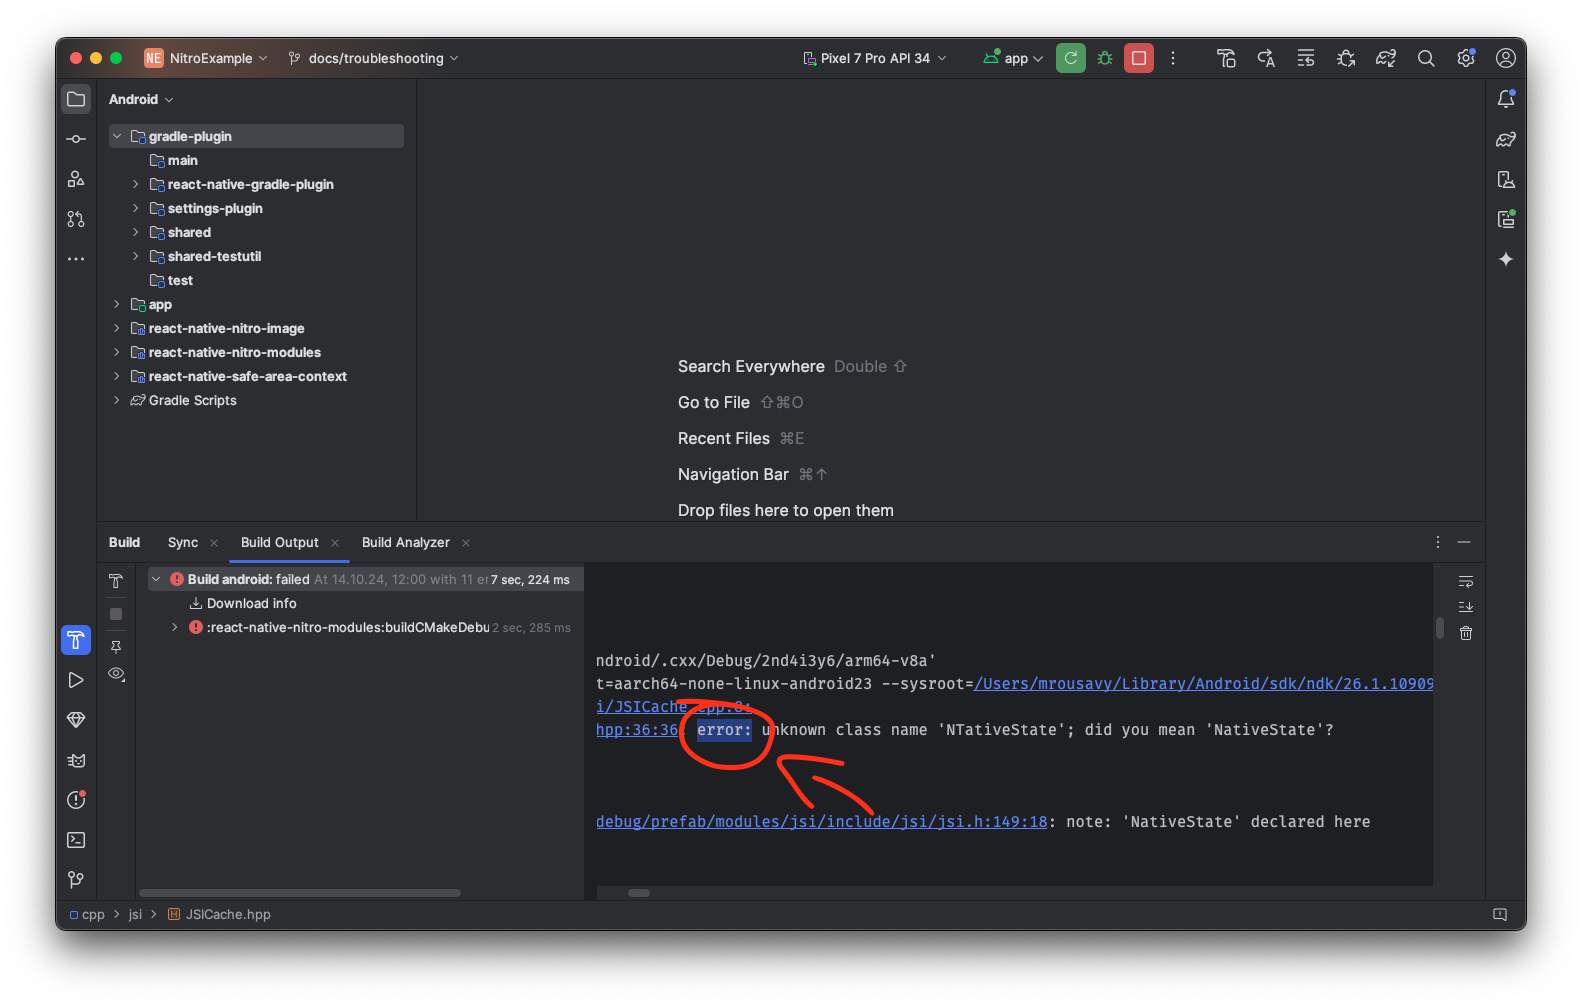 NE NitroExample docs/troubleshooting Pixel 7 Pro API 34 app
Android
gradle-plugin
main
react-native-gradle-plugin
settings-plugin
shared
shared-testutil
test
app
react-native-nitro-image
react-native-nitro-modules
react-native-safe-area-context
Gradle Scripts
Search Everywhere Double ⇧
Go to File ⇧⌘O
Recent Files ⌘E
Navigation Bar ⌘↑
Drop files here to open them
Build Sync Build Output Build Analyzer
Build android: failed At 14.10.24, 12:00 with 11 er 7 sec, 224 ms
Download info
:react-native-nitro-modules:buildCMakeDebu 2 sec, 285 ms
ndroid/.cxx/Debug/2nd4i3y6/arm64-v8a'
t=aarch64-none-linux-android23 --sysroot=/Users/mrousavy/Library/Android/sdk/ndk/26.1.10909
i/JSICache.cpp:8:
hpp:36:36: error: unknown class name 'NTativeState'; did you mean 'NativeState'?
debug/prefab/modules/jsi/include/jsi/jsi.h:149:18: note: 'NativeState' declared here
cpp > jsi > H JSICache.hpp